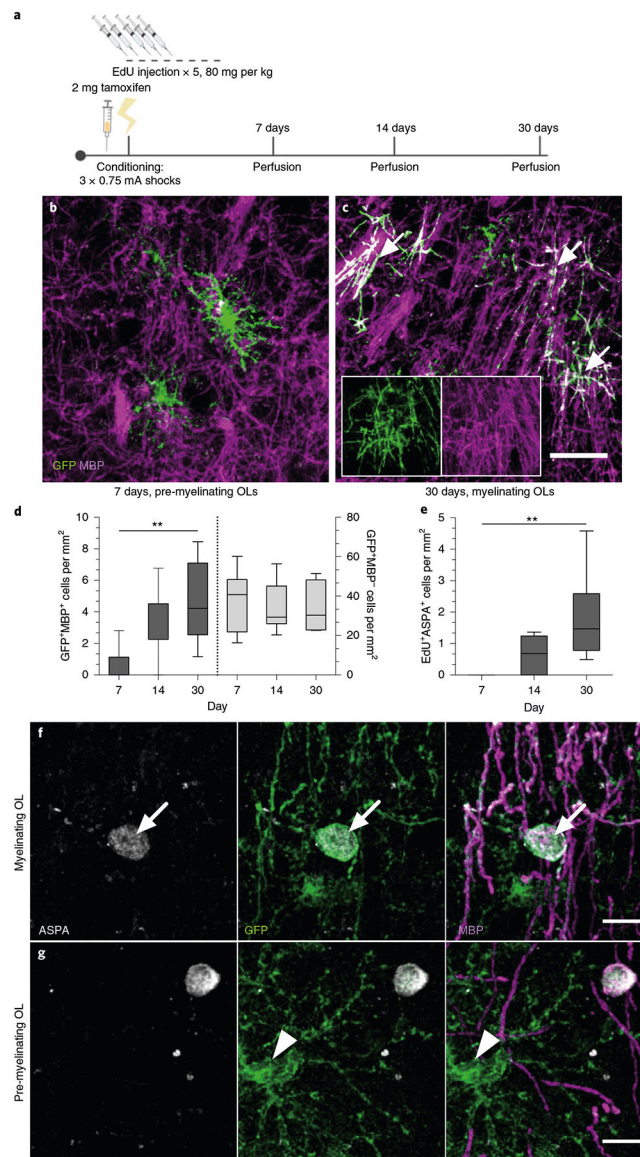 a
EdU injection × 5, 80 mg per kg
2 mg tamoxifen
7 days
14 days
30 days
Conditioning:
3 × 0.75 mA shocks
Perfusion
Perfusion
Perfusion
b
c
GFP MBP
7 days, pre-myelinating OLs
30 days, myelinating OLs
d
e
GFP⁺MBP⁺ cells per mm²
10
8
6
4
2
0
**
80
60
40
20
0
GFP⁺MBP⁻ cells per mm²
7
14
30
7
14
30
Day
EdU⁺ASPA⁺ cells per mm²
5
4
3
2
1
0
**
7
14
30
Day
f
Myelinating OL
ASPA
GFP
MBP
g
Pre-myelinating OL